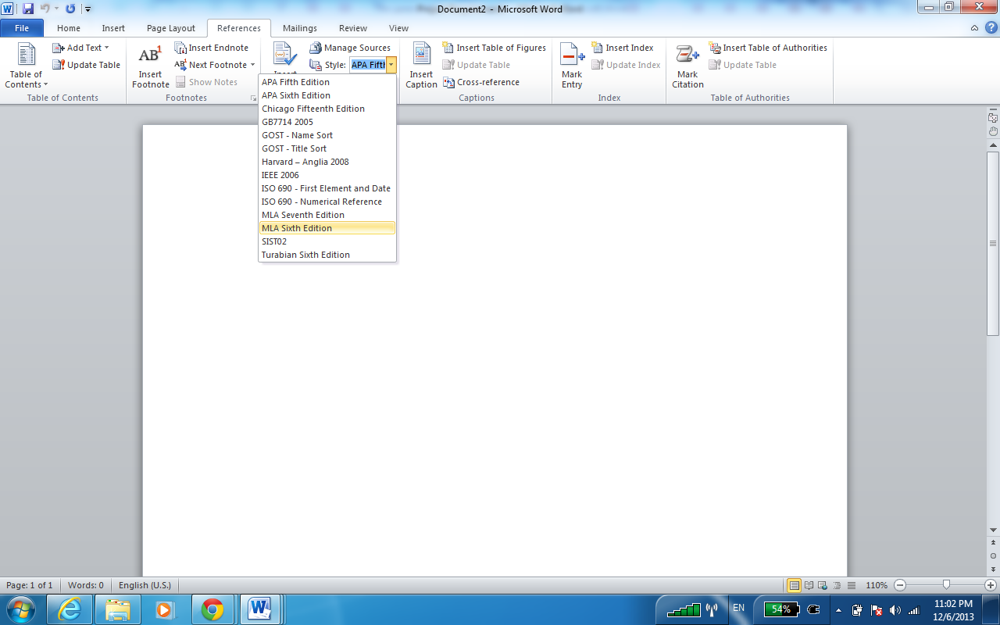 Document2 - Microsoft Word
File Home Insert Page Layout References Mailings Review View
Table of Contents
Add Text
Update Table
Table of Contents
AB1
Insert Footnote
Insert Endnote
AB Next Footnote
Show Notes
Footnotes
Manage Sources
Style: APA Fift
APA Fifth Edition
APA Sixth Edition
Chicago Fifteenth Edition
GB7714 2005
GOST - Name Sort
GOST - Title Sort
Harvard – Anglia 2008
IEEE 2006
ISO 690 - First Element and Date
ISO 690 - Numerical Reference
MLA Seventh Edition
MLA Sixth Edition
SIST02
Turabian Sixth Edition
Insert Caption
Insert Table of Figures
Update Table
Cross-reference
Captions
Mark Entry
Insert Index
Update Index
Index
Mark Citation
Insert Table of Authorities
Update Table
Table of Authorities
Page: 1 of 1 Words: 0 English (U.S.) 110%
EN 54% 11:02 PM
12/6/2013